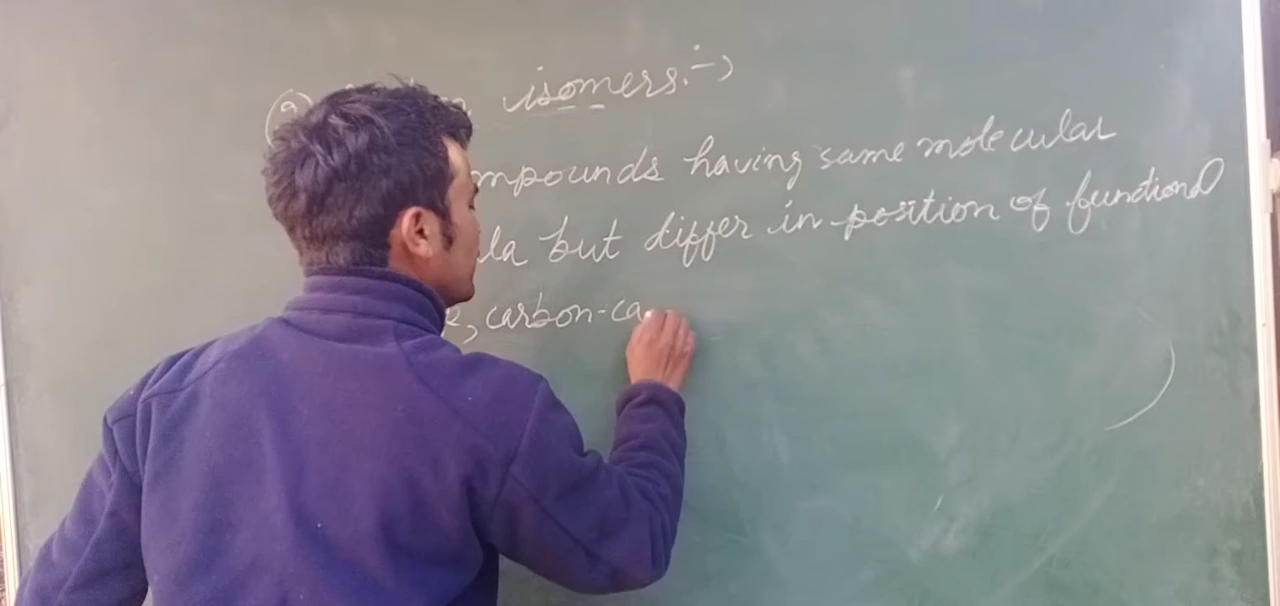 isomers:->
mpounds having same molecular
la but differ in position of functional
, carbon-ca